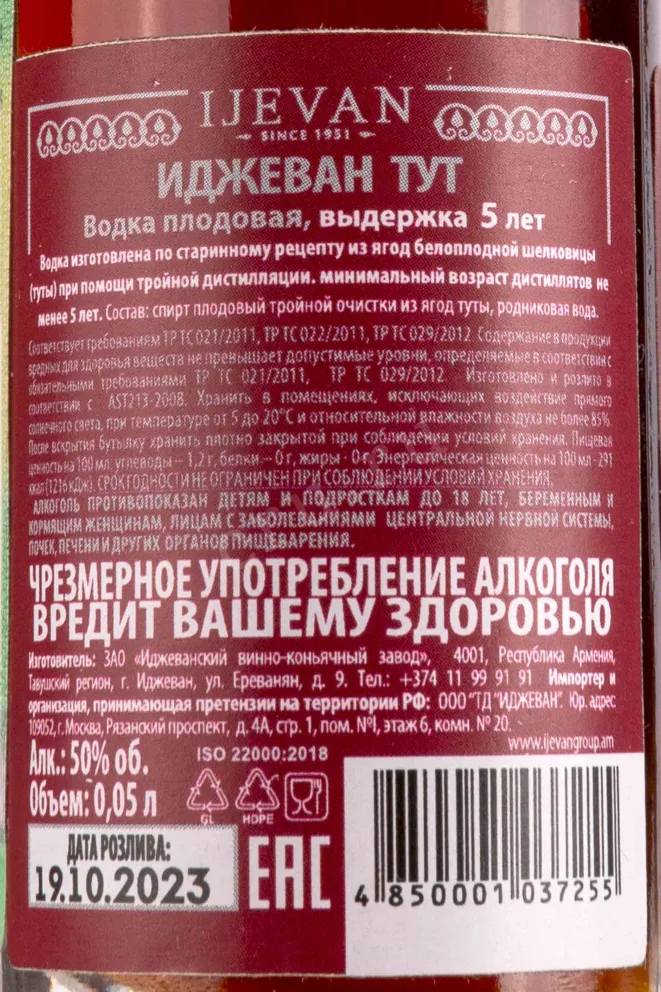 IJEVAN
SINCE 1951
ИДЖЕВАН ТУТ
Водка плодовая, выдержка 5 лет
Водка изготовлена по старинному рецепту из ягод белоплодной шелковицы
(туты) при помощи тройной дистилляции. минимальный возраст дистиллятов не
менее 5 лет. Состав: спирт плодовый тройной очистки из ягод туты, родниковая вода.
Соответствует требованиям ТР ТС 021/2011, ТР ТС 022/2011, ТР ТС 029/2012. Содержание в продукции
вредных для здоровья веществ не превышает допустимые уровни, определяемые в соответствии с
обязательными требованиями ТР ТС 021/2011, ТР ТС 029/2012. Изготовлено и розлито в
соответствии с AST213-2008. Хранить в помещениях, исключающих воздействие прямого
солнечного света, при температуре от 5 до 20°С и относительной влажности воздуха не более 85%.
После вскрытия бутылку хранить плотно закрытой при соблюдении условий хранения. Пищевая
ценность на 100 мл: углеводы – 1,2 г, белки – 0 г, жиры - 0 г. Энергетическая ценность на 100 мл -291
ккал (1216 кДж). СРОК ГОДНОСТИ НЕ ОГРАНИЧЕН ПРИ СОБЛЮДЕНИИ УСЛОВИЙ ХРАНЕНИЯ.
АЛКОГОЛЬ ПРОТИВОПОКАЗАН ДЕТЯМ И ПОДРОСТКАМ ДО 18 ЛЕТ, БЕРЕМЕННЫМ И
КОРМЯЩИМ ЖЕНЩИНАМ, ЛИЦАМ С ЗАБОЛЕВАНИЯМИ ЦЕНТРАЛЬНОЙ НЕРВНОЙ СИСТЕМЫ,
ПОЧЕК, ПЕЧЕНИ И ДРУГИХ ОРГАНОВ ПИЩЕВАРЕНИЯ.
ЧРЕЗМЕРНОЕ УПОТРЕБЛЕНИЕ АЛКОГОЛЯ
ВРЕДИТ ВАШЕМУ ЗДОРОВЬЮ
Изготовитель: ЗАО «Иджеванский винно-коньячный завод», 4001, Республика Армения,
Тавушский регион, г. Иджеван, ул. Ереванян, д. 9. Тел.: +374 11 99 91 91 Импортер и
организация, принимающая претензии на территории РФ: ООО "ТД "ИДЖЕВАН". Юр. адрес:
109052, г. Москва, Рязанский проспект, д. 4А, стр. 1, пом. №I, этаж 6, комн. № 20.
www.ijevangroup.am
Алк.: 50% об.
ISO 22000:2018
Объем: 0,05 л
GL HDPE
ДАТА РОЗЛИВА:
19.10.2023
EAC
4 850001 037255